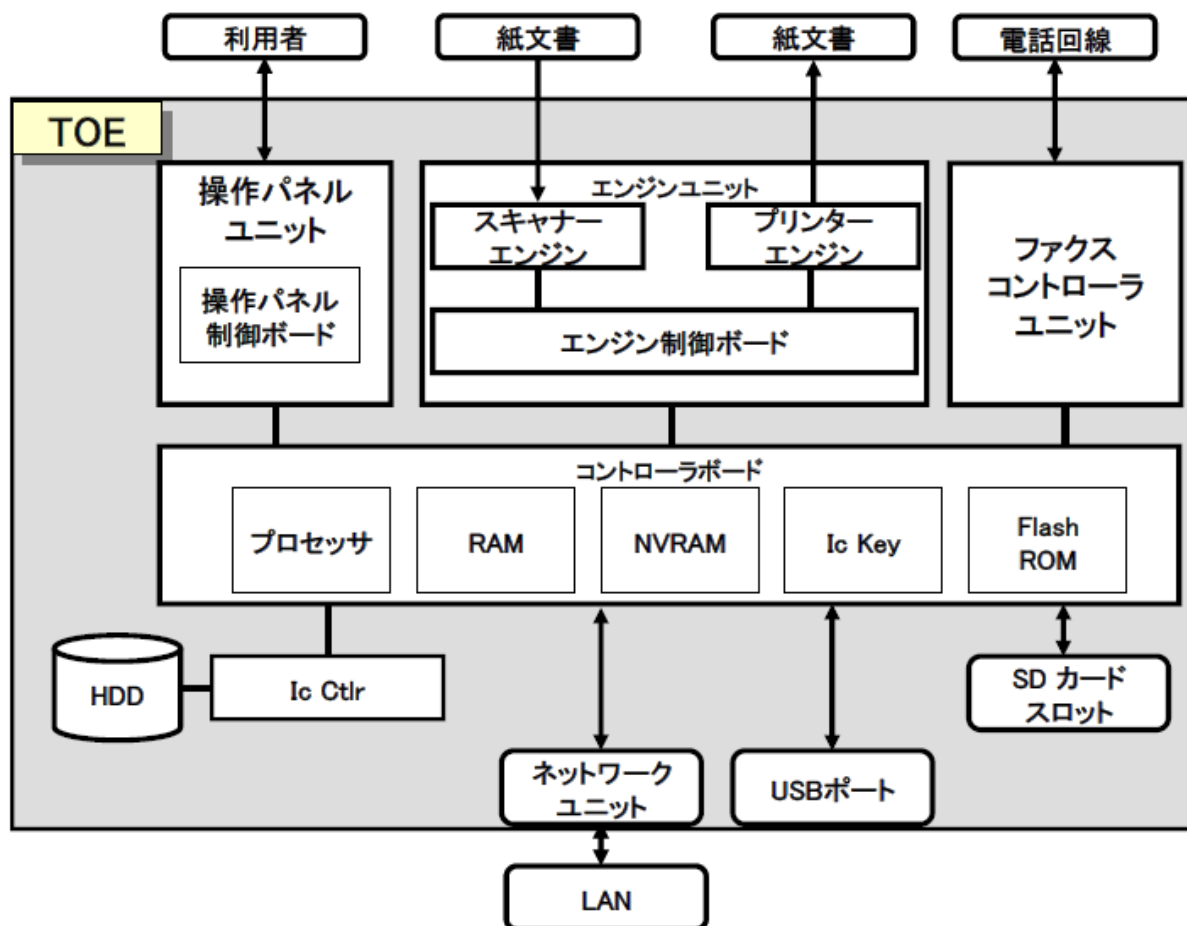 利用者
紙文書
紙文書
電話回線
TOE
操作パネル
ユニット
操作パネル
制御ボード
エンジンユニット
スキャナー
エンジン
プリンター
エンジン
エンジン制御ボード
ファクス
コントローラ
ユニット
コントローラボード
プロセッサ
RAM
NVRAM
Ic Key
Flash
ROM
HDD
Ic Ctlr
SD カード
スロット
ネットワーク
ユニット
USBポート
LAN